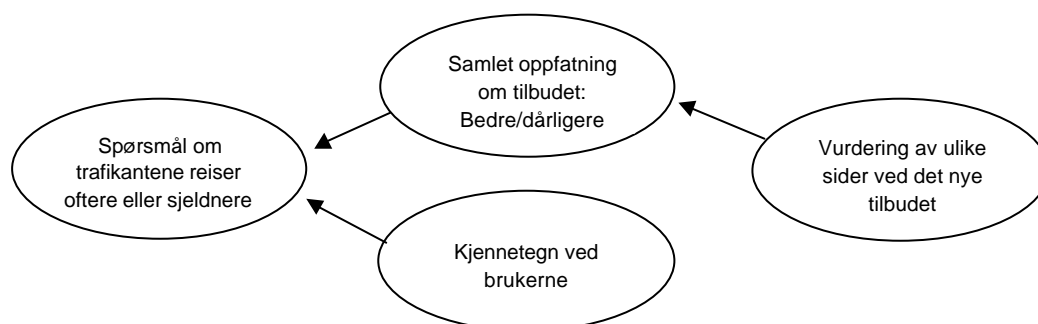 Samlet oppfatning
om tilbudet:
Bedre/dårligere
Spørsmål om
trafikantene reiser
oftere eller sjeldnere
Vurdering av ulike
sider ved det nye
tilbudet
Kjennetegn ved
brukerne